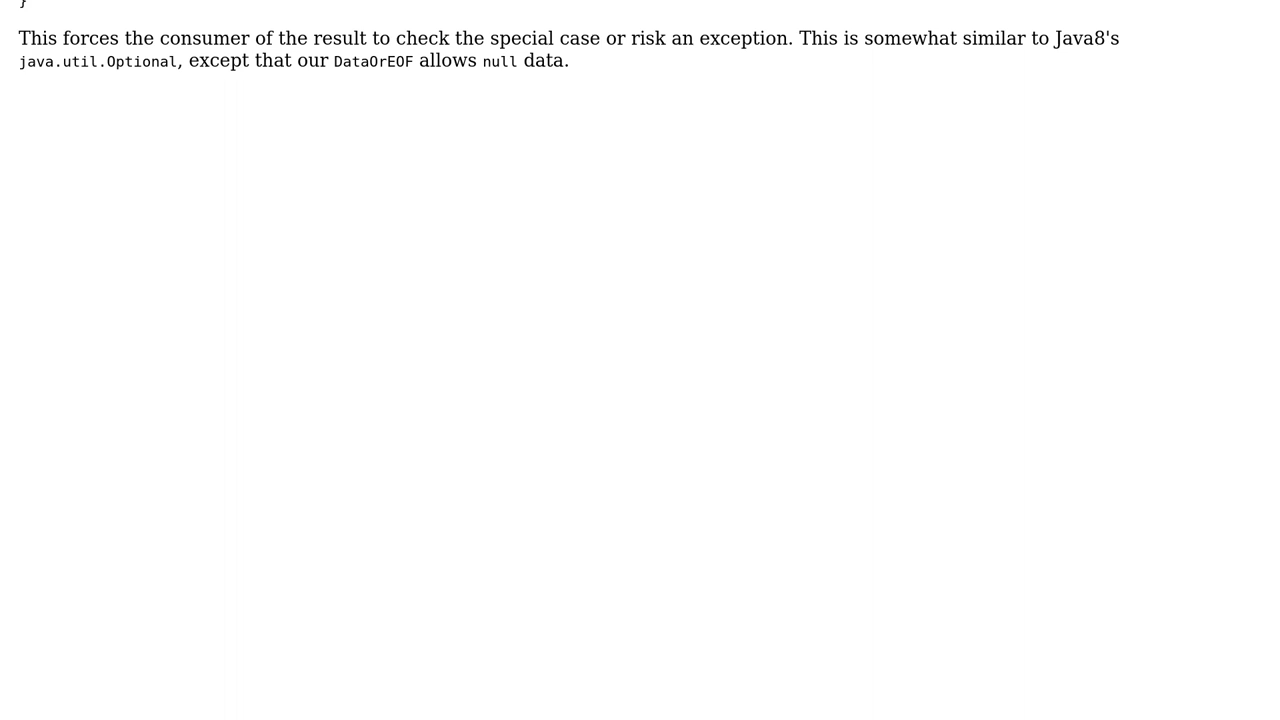 }
This forces the consumer of the result to check the special case or risk an exception. This is somewhat similar to Java8's
java.util.Optional, except that our DataOrEOF allows null data.